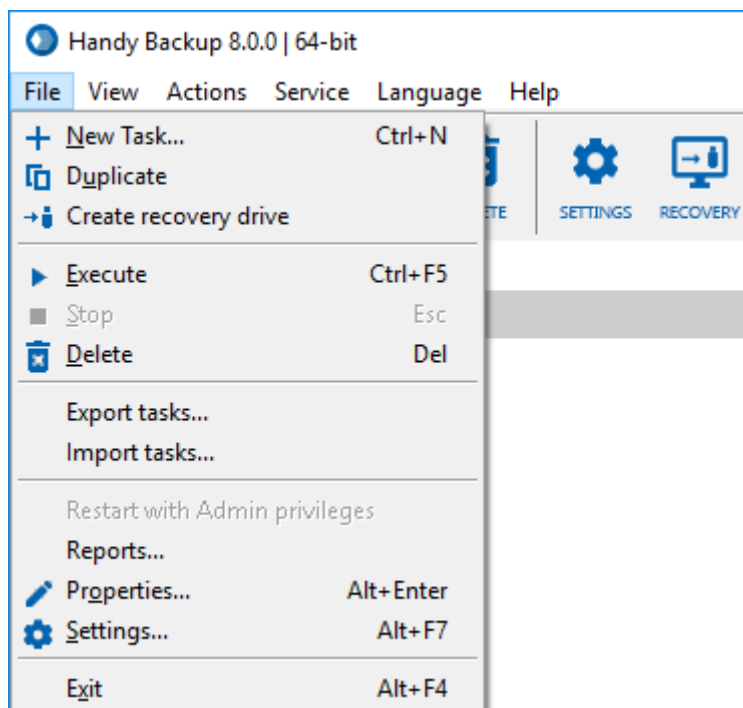 Handy Backup 8.0.0 | 64-bit
File View Actions Service Language Help
New Task... Ctrl+N
Duplicate
Create recovery drive
ETE SETTINGS RECOVERY
Execute Ctrl+F5
Stop Esc
Delete Del
Export tasks...
Import tasks...
Restart with Admin privileges
Reports...
Properties... Alt+Enter
Settings... Alt+F7
Exit Alt+F4